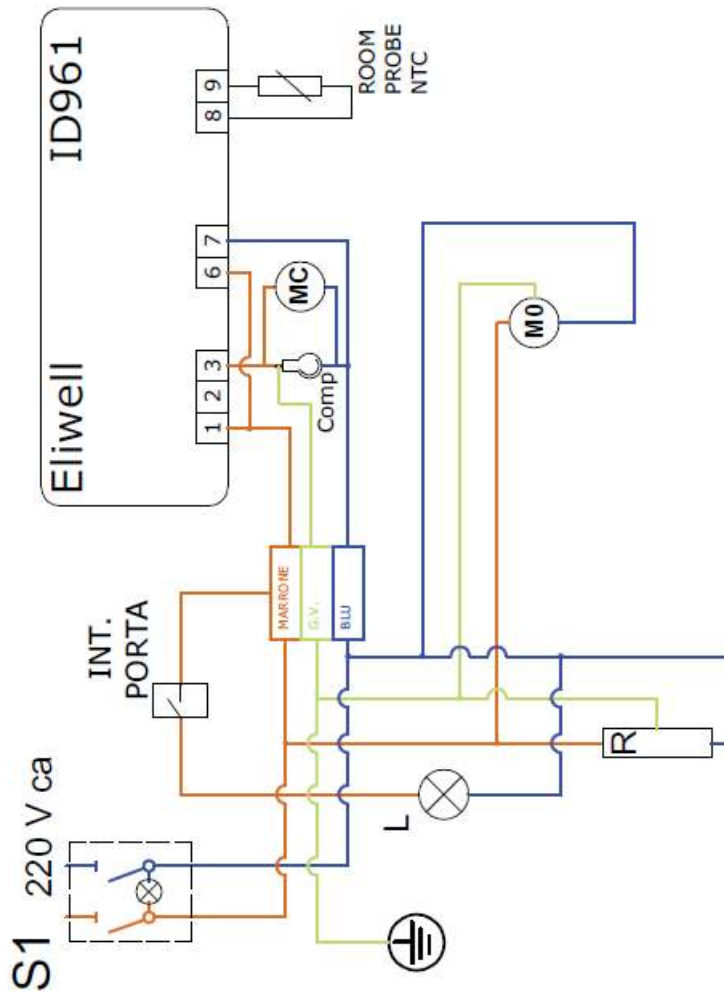 S1
220 V ca
INT.
PORTA
L
R
MARRONE
G.V.
BLU
Eliwell
ID961
1
2
3
6
7
8
9
Comp
MC
M0
ROOM
PROBE
NTC